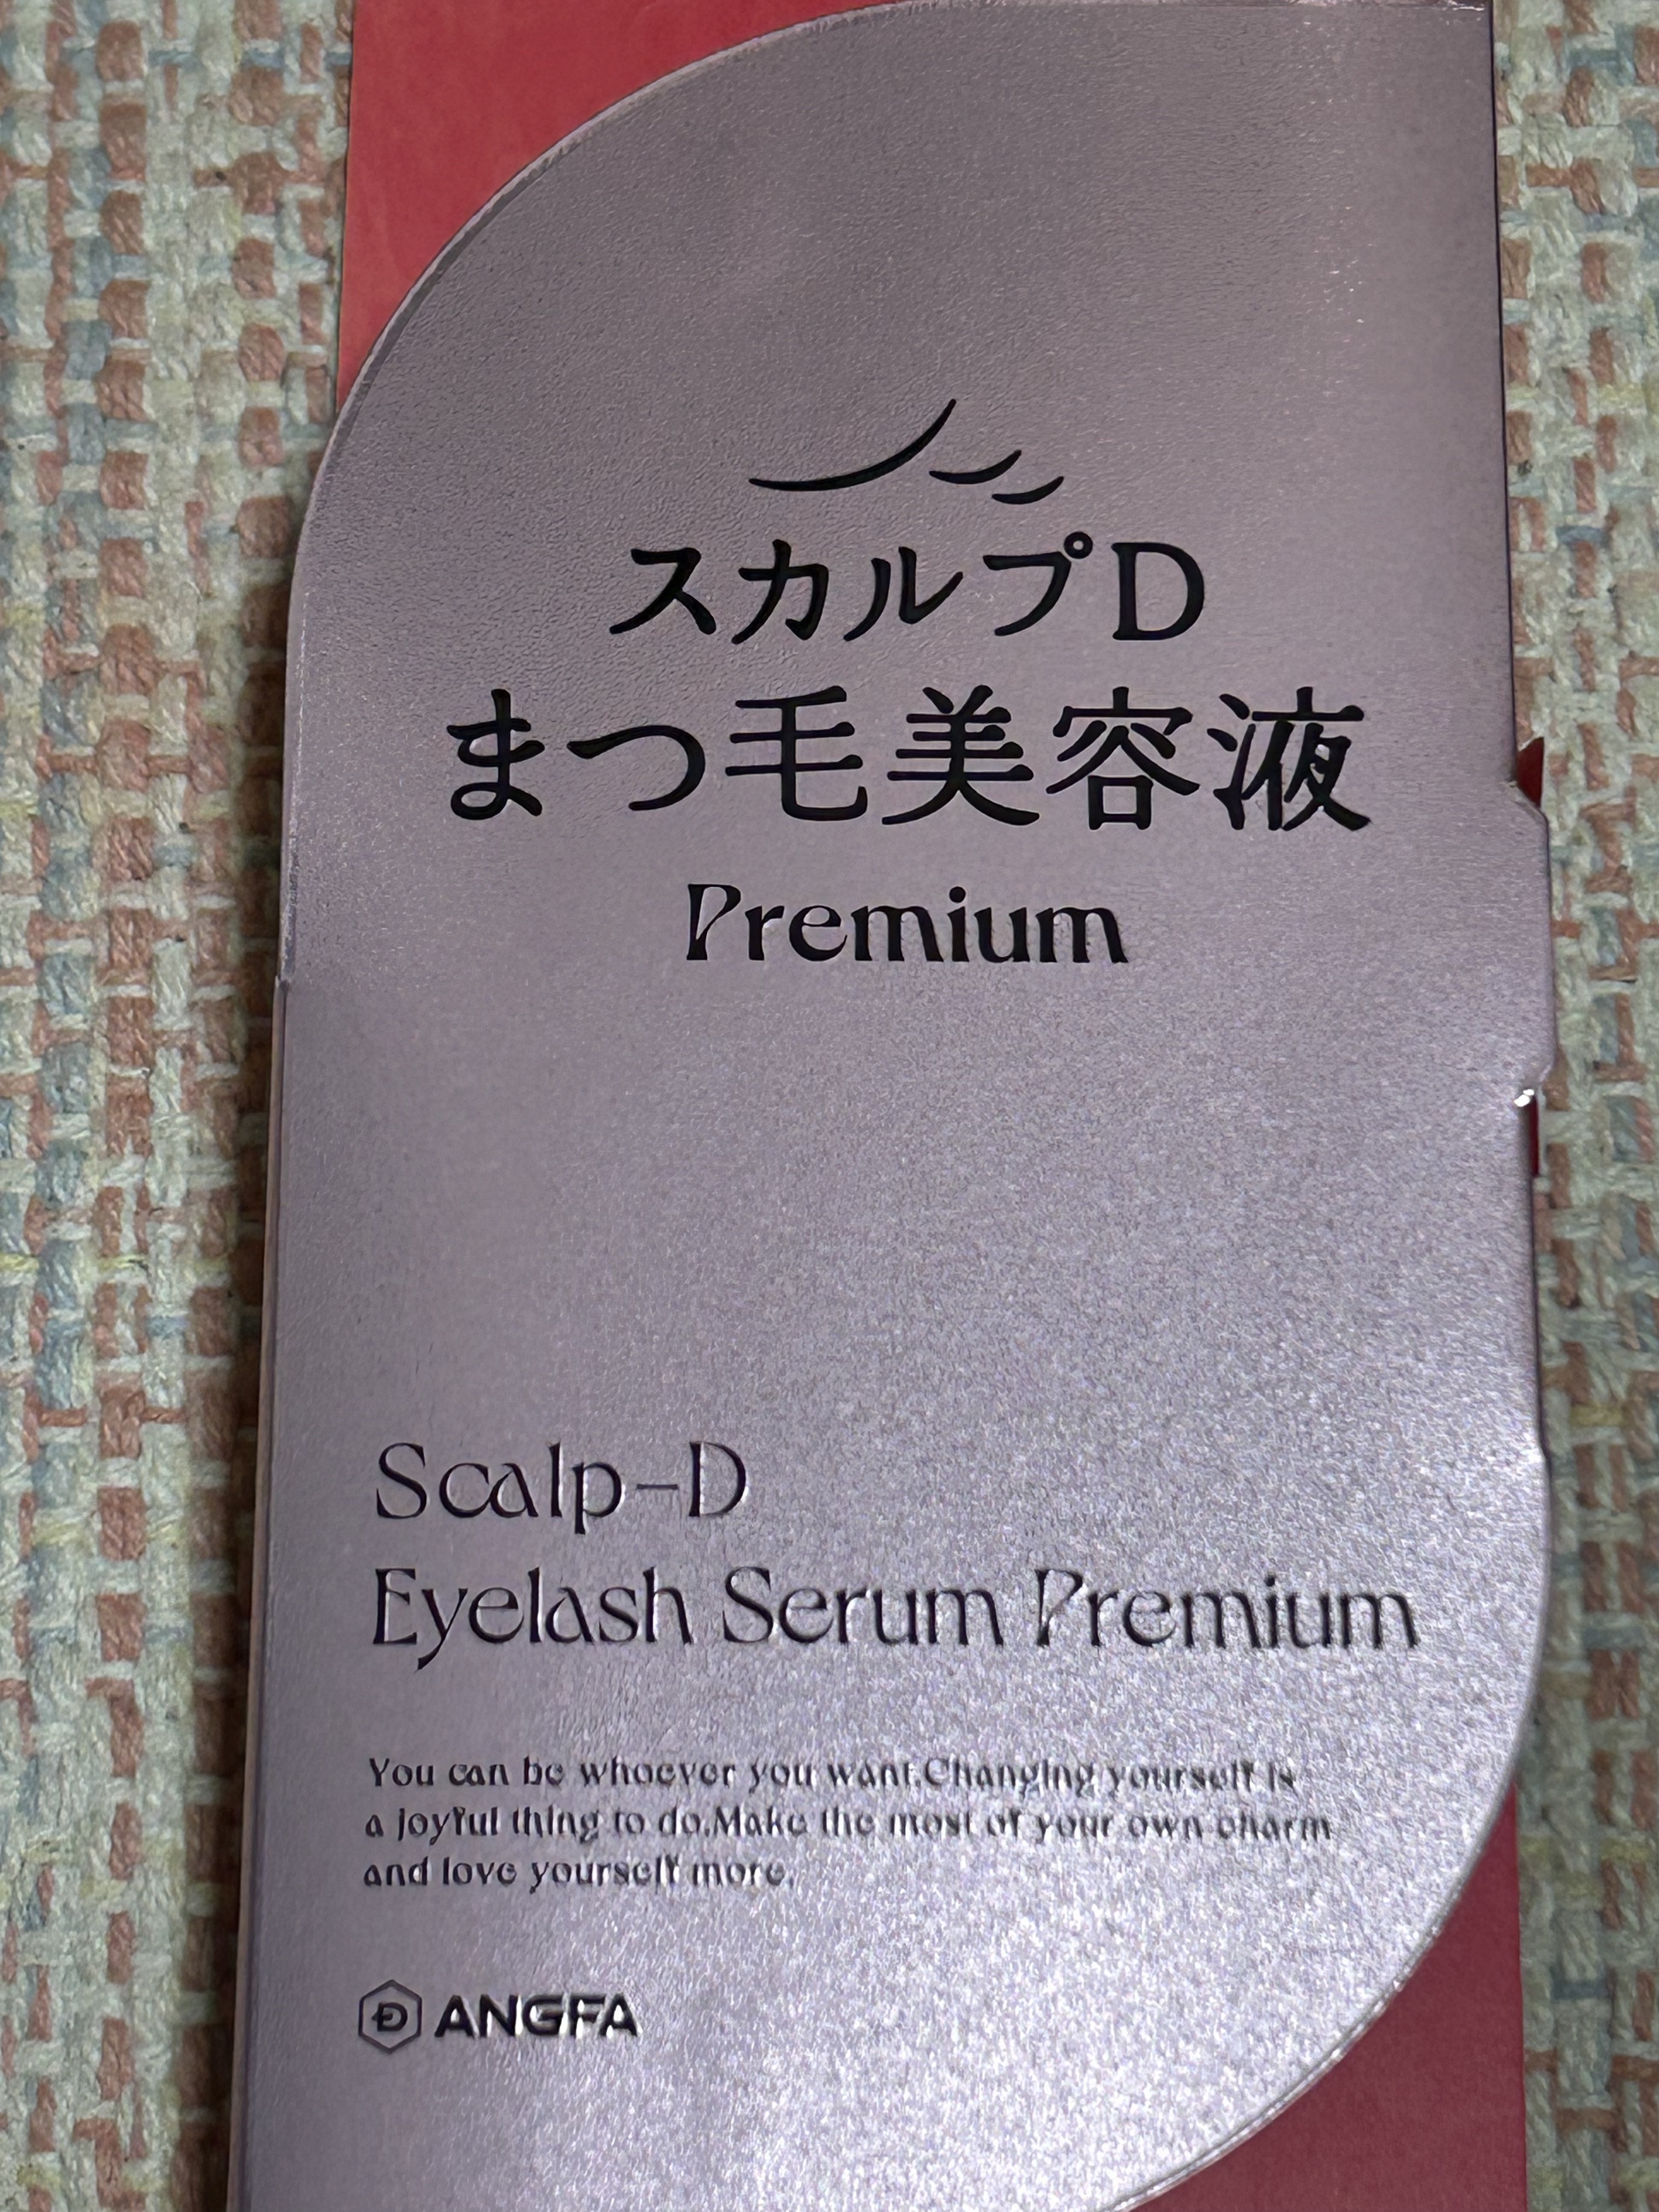 スカルプD
まつ毛美容液
Premium
Scalp-D
Eyelash Serum Premium
You can be whoever you want.Changing yourself is
a joyful thing to do.Make the most of your own charm
and love yourself more.
ANGFA